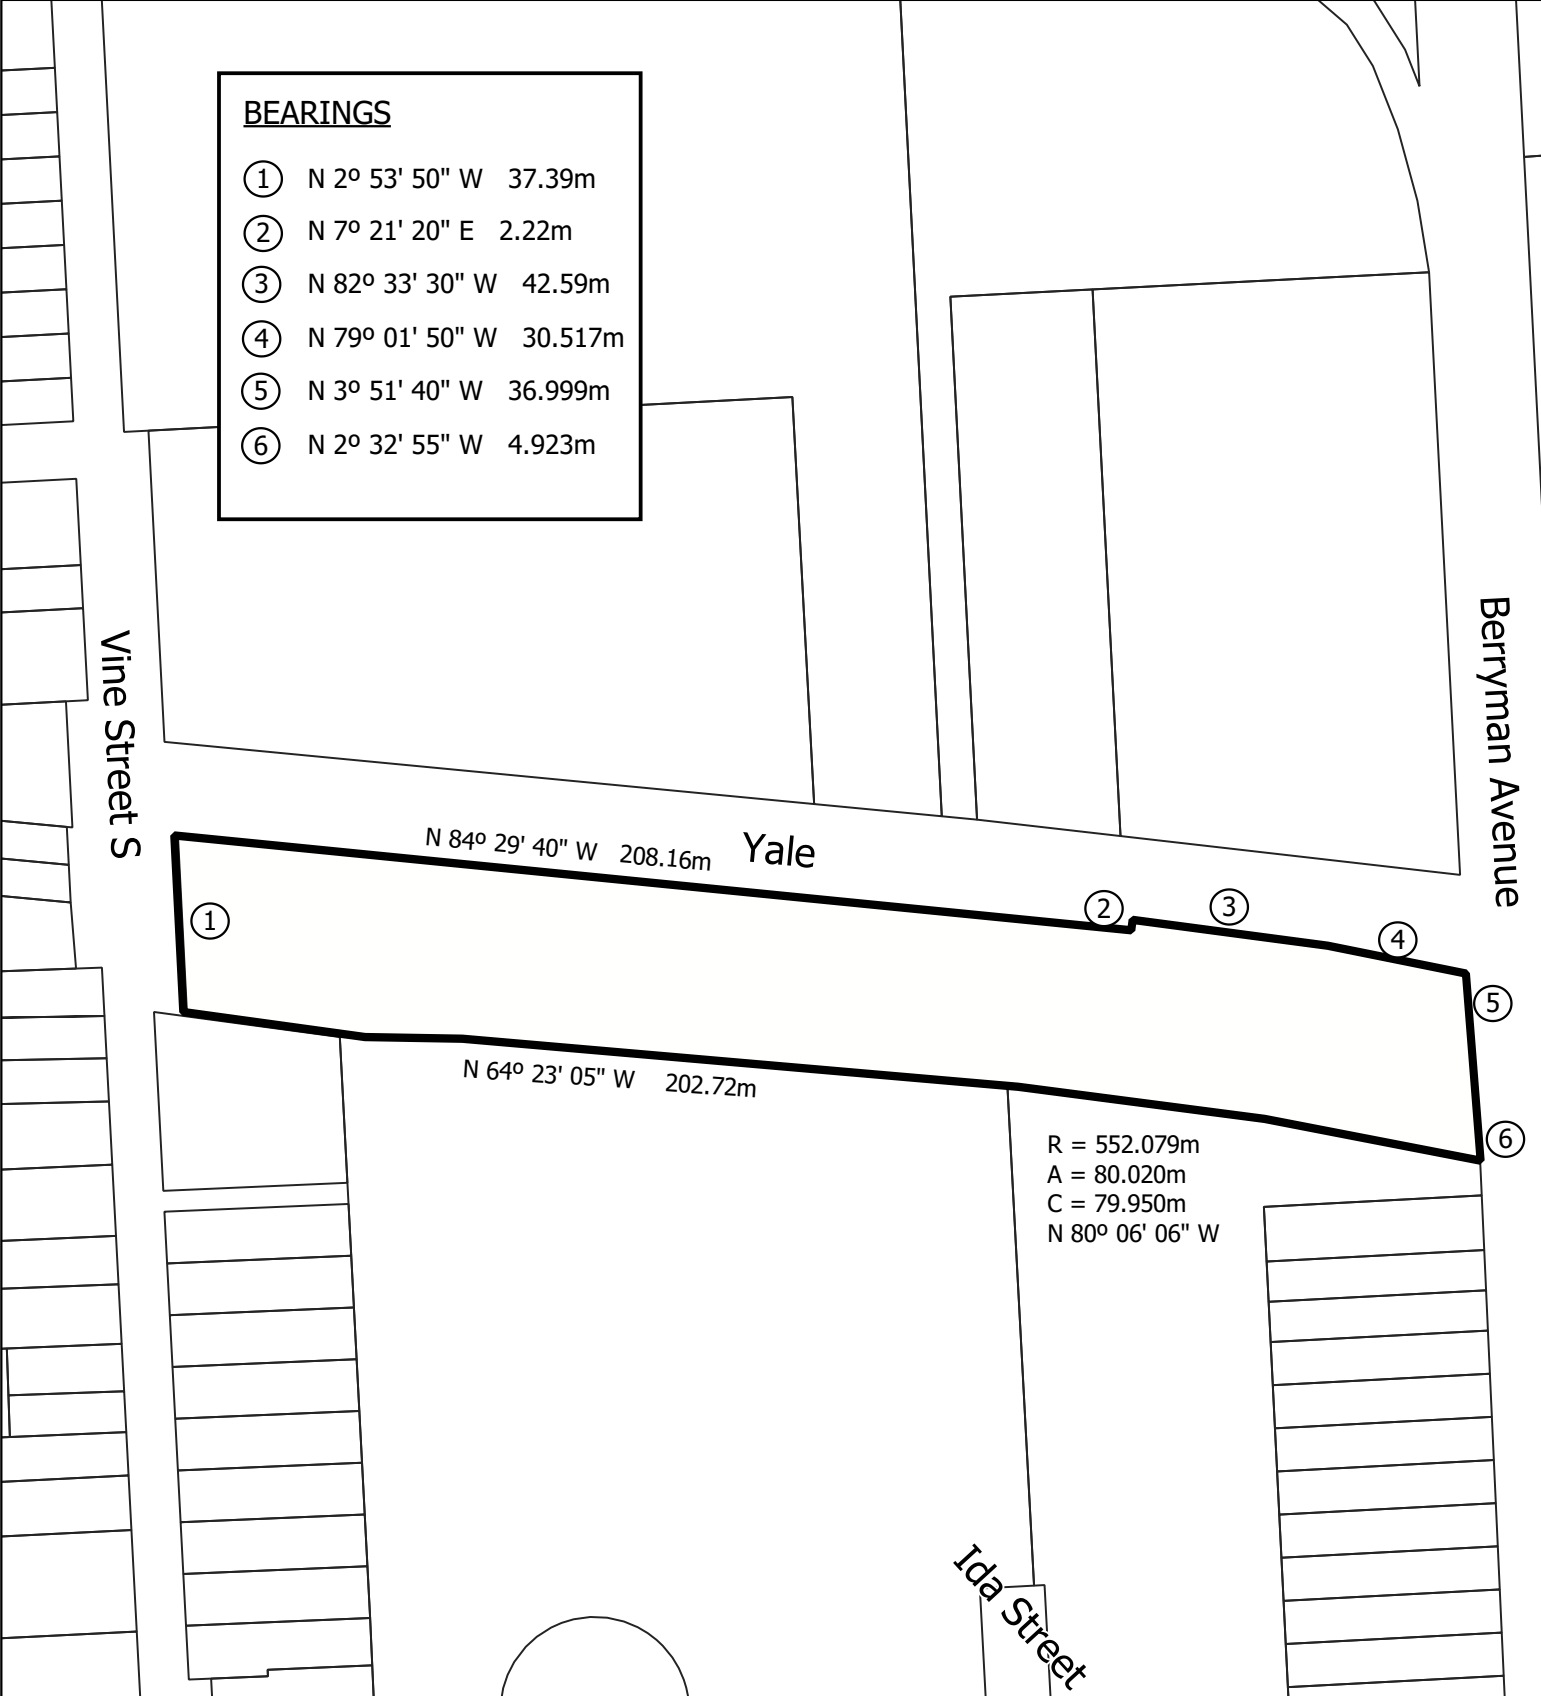 BEARINGS
1 N 2º 53' 50" W 37.39m
2 N 7º 21' 20" E 2.22m
3 N 82º 33' 30" W 42.59m
4 N 79º 01' 50" W 30.517m
5 N 3º 51' 40" W 36.999m
6 N 2º 32' 55" W 4.923m
Vine Street S
Berryman Avenue
N 84º 29' 40" W 208.16m
Yale
1
2
3
4
5
6
N 64º 23' 05" W 202.72m
R = 552.079m
A = 80.020m
C = 79.950m
N 80º 06' 06" W
Ida Street